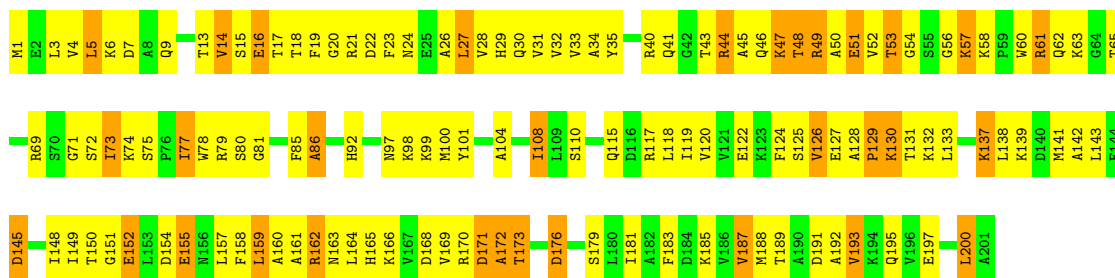 M1 E2 L3 V4 L5 K6 D7 A8 Q9 T13 V14 S15 E16 T17 T18 F19 G20 R21 D22 F23 N24 E25 A26 L27 V28 H29 Q30 V31 V32 V33 A34 Y35 R40 Q41 G42 T43 R44 A45 Q46 K47 T48 R49 A50 E51 V52 T53 G54 S55 G56 K57 K58 P59 W60 R61 Q62 K63 G64 T65
R69 S70 G71 S72 I73 K74 S75 P76 I77 W78 R79 S80 G81 F85 A86 H92 N97 K98 K99 M100 Y101 A104 I108 L109 S110 Q115 D116 R117 L118 I119 V120 V121 E122 K123 F124 S125 V126 E127 A128 P129 K130 T131 K132 L133 K137 L138 K139 D140 M141 A142 L143 E144
D145 I148 I149 T150 G151 E152 L153 D154 E155 N156 L157 F158 L159 A160 A161 R162 N163 L164 H165 K166 V167 D168 V169 R170 D171 A172 T173 D176 S179 L180 I181 A182 F183 D184 K185 V186 V187 M188 T189 A190 D191 A192 V193 K194 Q195 V196 E197 L200 A201